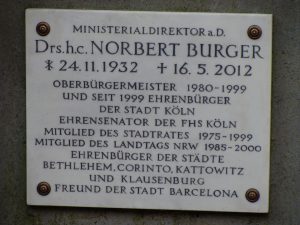 MINISTERIALDIREKTOR a.D.
Drs.h.c. NORBERT BURGER
✶ 24.11.1932 ✝ 16.5.2012
OBERBÜRGERMEISTER 1980-1999
UND SEIT 1999 EHRENBÜRGER
DER STADT KÖLN
EHRENSENATOR DER FHS KÖLN
MITGLIED DES STADTRATES 1975-1999
MITGLIED DES LANDTAGS NRW 1985-2000
EHRENBÜRGER DER STÄDTE
BETHLEHEM, CORINTO, KATTOWITZ
UND KLAUSENBURG
FREUND DER STADT BARCELONA